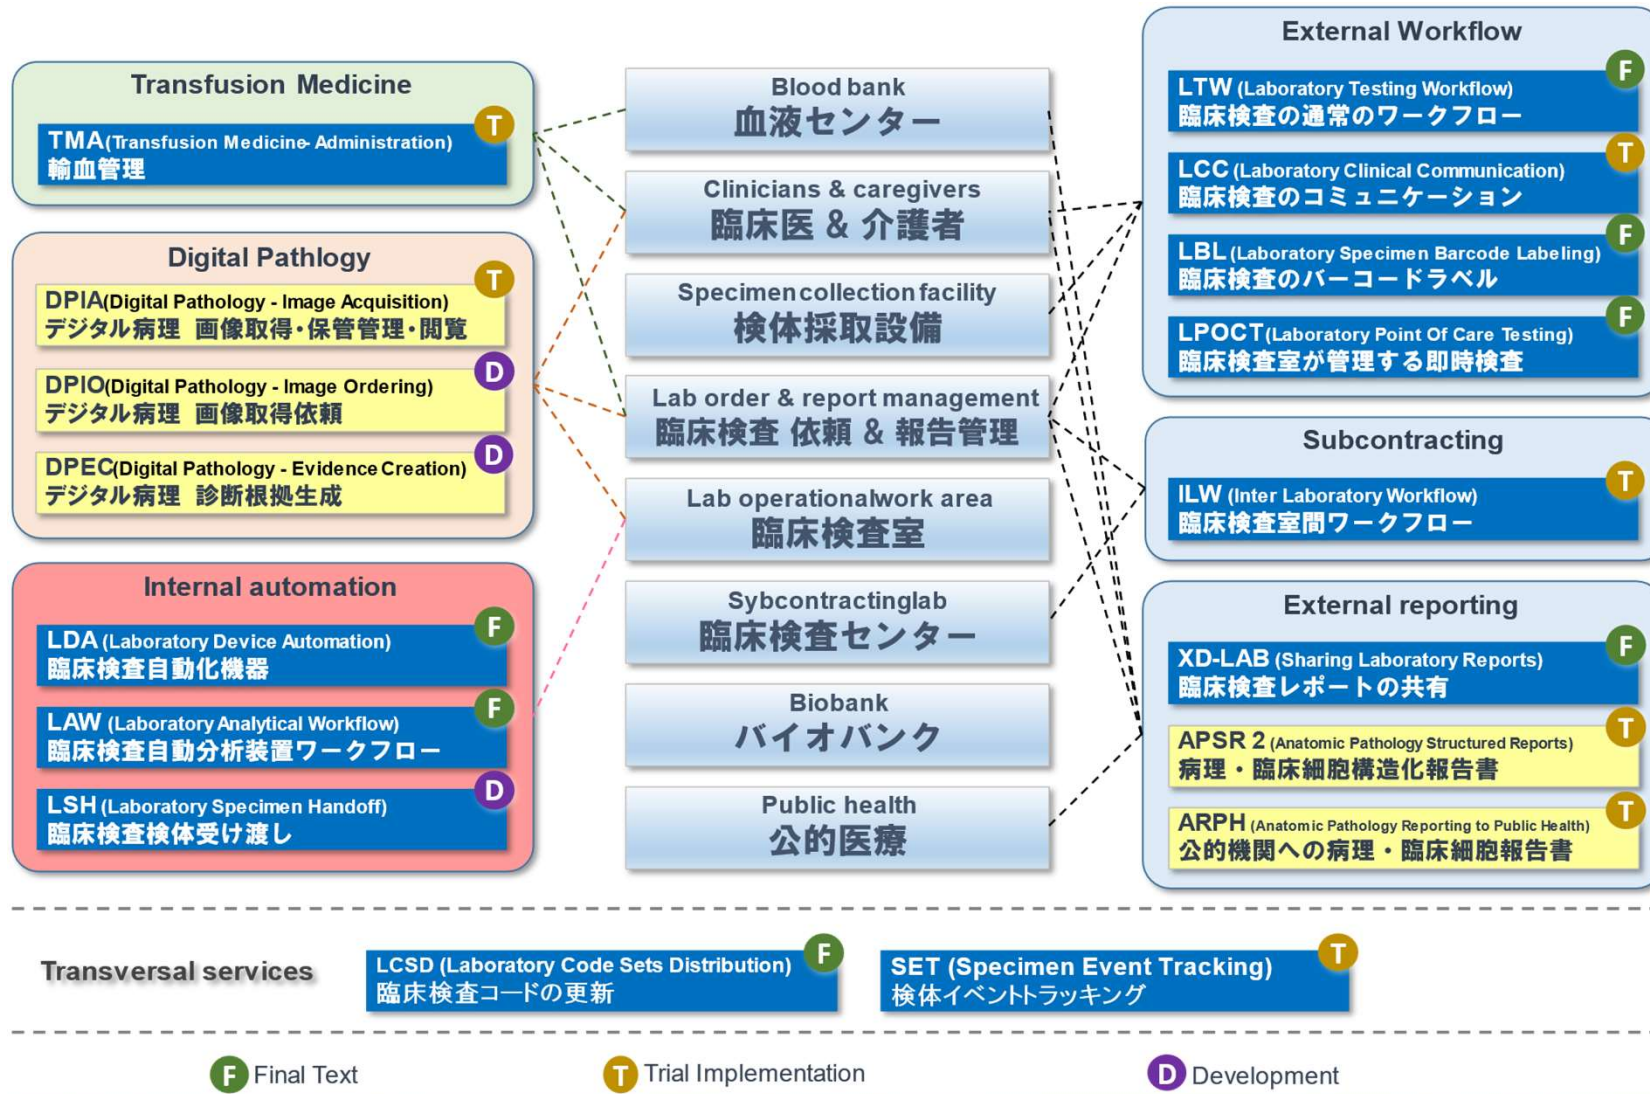 Transfusion Medicine
T
TMA(Transfusion Medicine- Administration)
輸血管理
Digital Pathlogy
T
DPIA(Digital Pathology - Image Acquisition)
デジタル病理 画像取得・保管管理・閲覧
D
DPIO(Digital Pathology - Image Ordering)
デジタル病理 画像取得依頼
D
DPEC(Digital Pathology - Evidence Creation)
デジタル病理 診断根拠生成
Internal automation
F
LDA (Laboratory Device Automation)
臨床検査自動化機器
F
LAW (Laboratory Analytical Workflow)
臨床検査自動分析装置ワークフロー
D
LSH (Laboratory Specimen Handoff)
臨床検査検体受け渡し
Blood bank
血液センター
Clinicians & caregivers
臨床医 & 介護者
Specimen collection facility
検体採取設備
Lab order & report management
臨床検査 依頼 & 報告管理
Lab operationalwork area
臨床検査室
Sybcontractinglab
臨床検査センター
Biobank
バイオバンク
Public health
公的医療
External Workflow
F
LTW (Laboratory Testing Workflow)
臨床検査の通常のワークフロー
T
LCC (Laboratory Clinical Communication)
臨床検査のコミュニケーション
F
LBL (Laboratory Specimen Barcode Labeling)
臨床検査のバーコードラベル
F
LPOCT(Laboratory Point Of Care Testing)
臨床検査室が管理する即時検査
Subcontracting
T
ILW (Inter Laboratory Workflow)
臨床検査室間ワークフロー
External reporting
F
XD-LAB (Sharing Laboratory Reports)
臨床検査レポートの共有
T
APSR 2 (Anatomic Pathology Structured Reports)
病理・臨床細胞構造化報告書
T
ARPH (Anatomic Pathology Reporting to Public Health)
公的機関への病理・臨床細胞報告書
Transversal services
F
LCSD (Laboratory Code Sets Distribution)
臨床検査コードの更新
T
SET (Specimen Event Tracking)
検体イベントトラッキング
F Final Text
T Trial Implementation
D Development